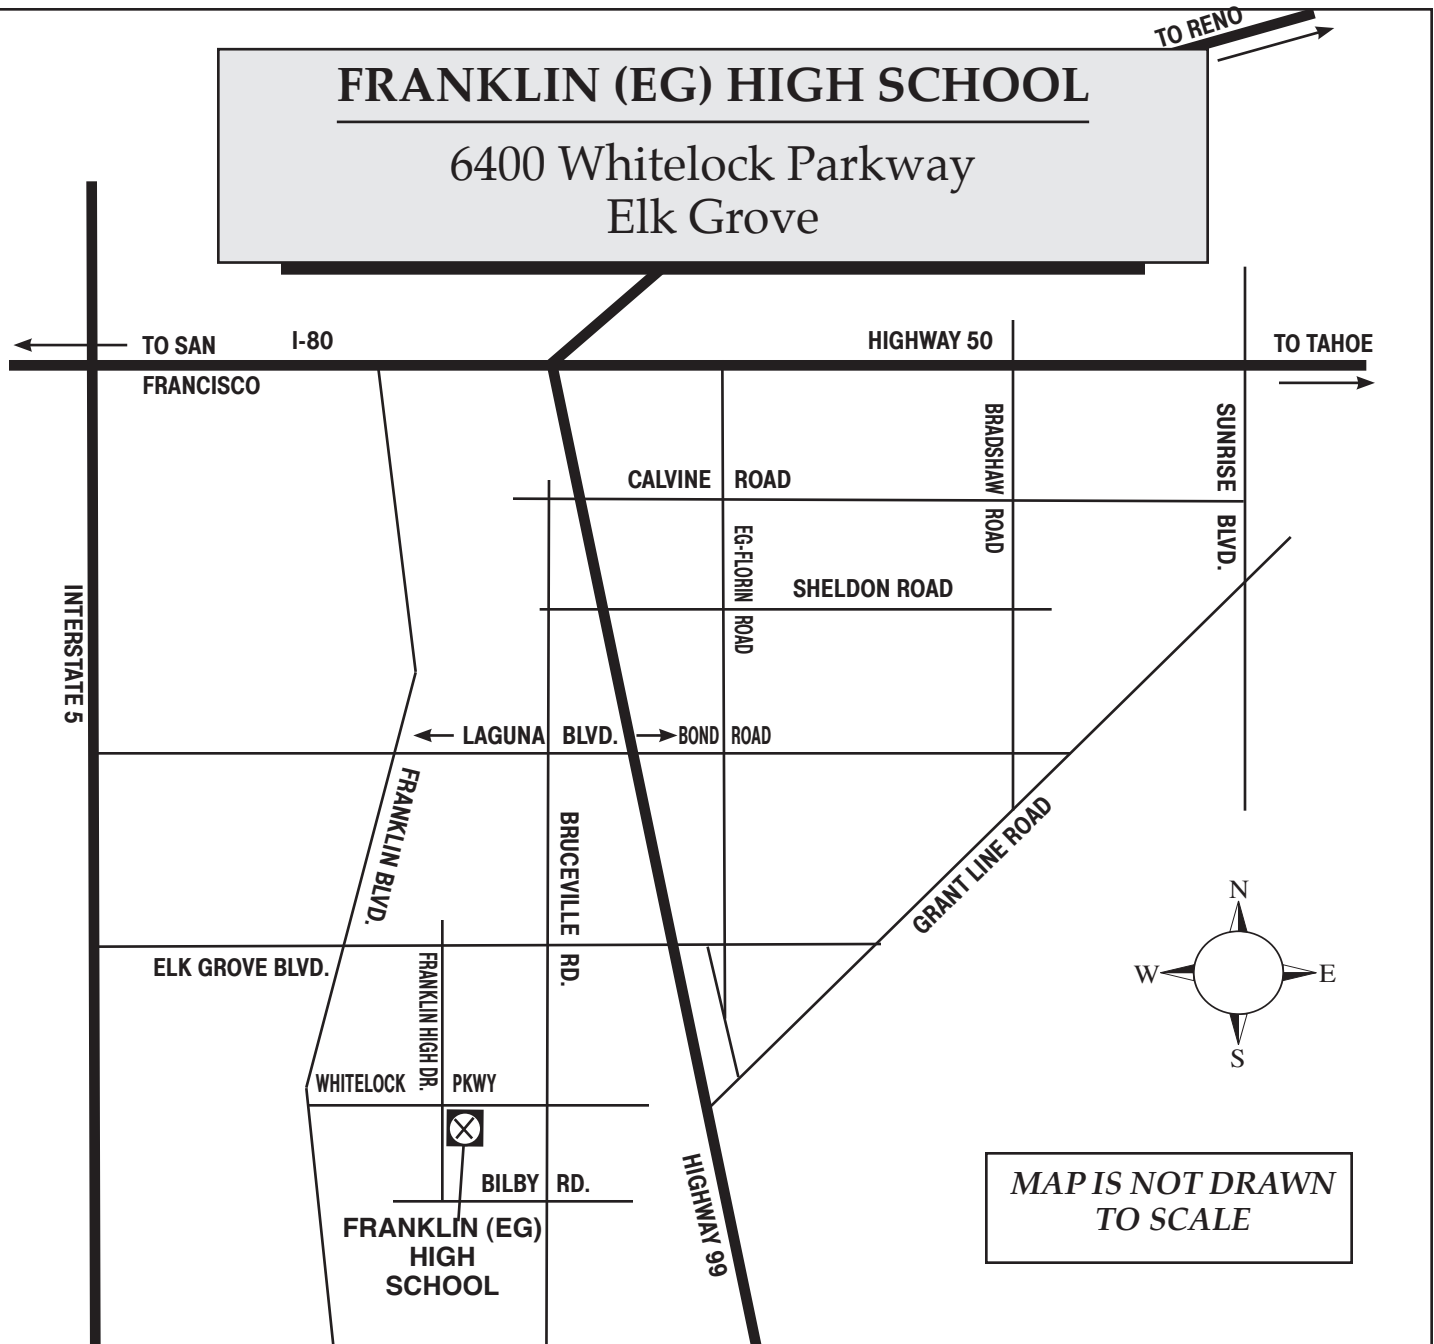 TO RENO
FRANKLIN (EG) HIGH SCHOOL
6400 Whitelock Parkway
Elk Grove
TO SAN
FRANCISCO
I-80
HIGHWAY 50
TO TAHOE
BRADSHAW ROAD
SUNRISE BLVD.
CALVINE ROAD
EG-FLORIN ROAD
SHELDON ROAD
INTERSTATE 5
LAGUNA BLVD.
BOND ROAD
FRANKLIN BLVD.
BRUCEVILLE RD.
GRANT LINE ROAD
N
W
E
S
ELK GROVE BLVD.
FRANKLIN HIGH DR.
WHITELOCK PKWY
BILBY RD.
HIGHWAY 99
FRANKLIN (EG)
HIGH
SCHOOL
MAP IS NOT DRAWN
TO SCALE